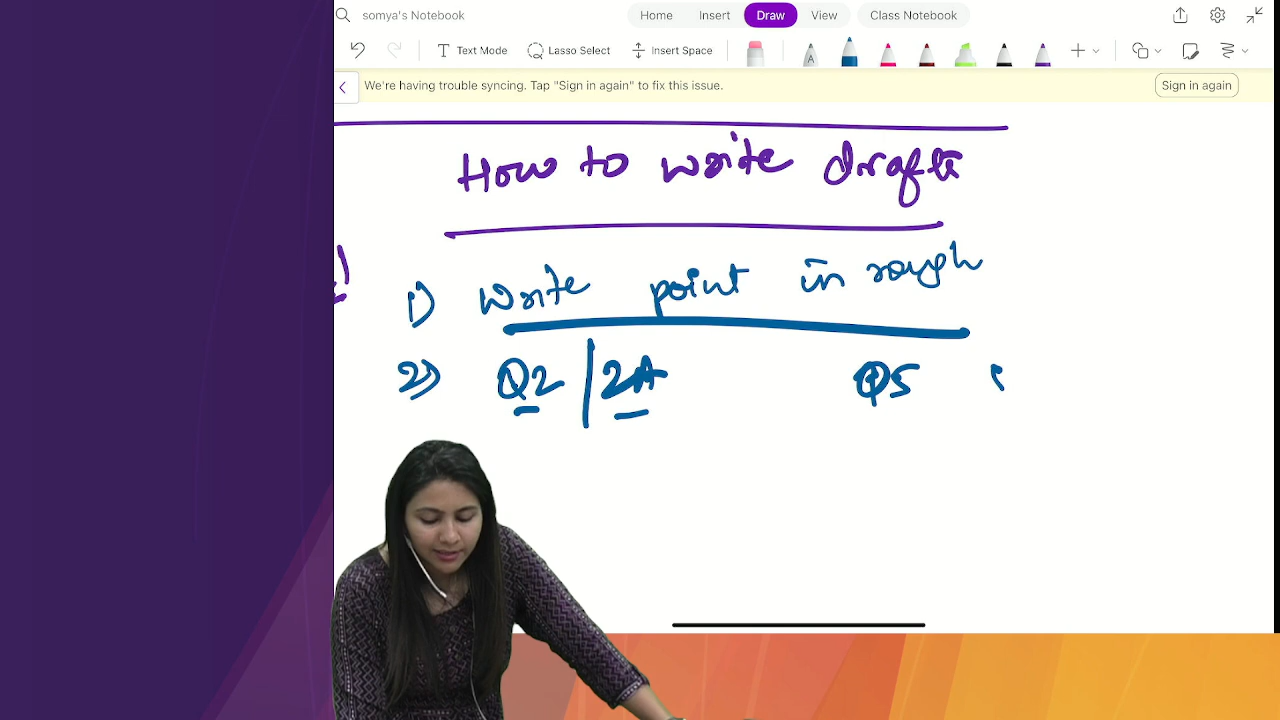 somya's Notebook Home Insert Draw View Class Notebook
Text Mode Lasso Select Insert Space A
We're having trouble syncing. Tap "Sign in again" to fix this issue. Sign in again
How to write drafts
1) Write point in rough
2) Q2 / 2A Q5